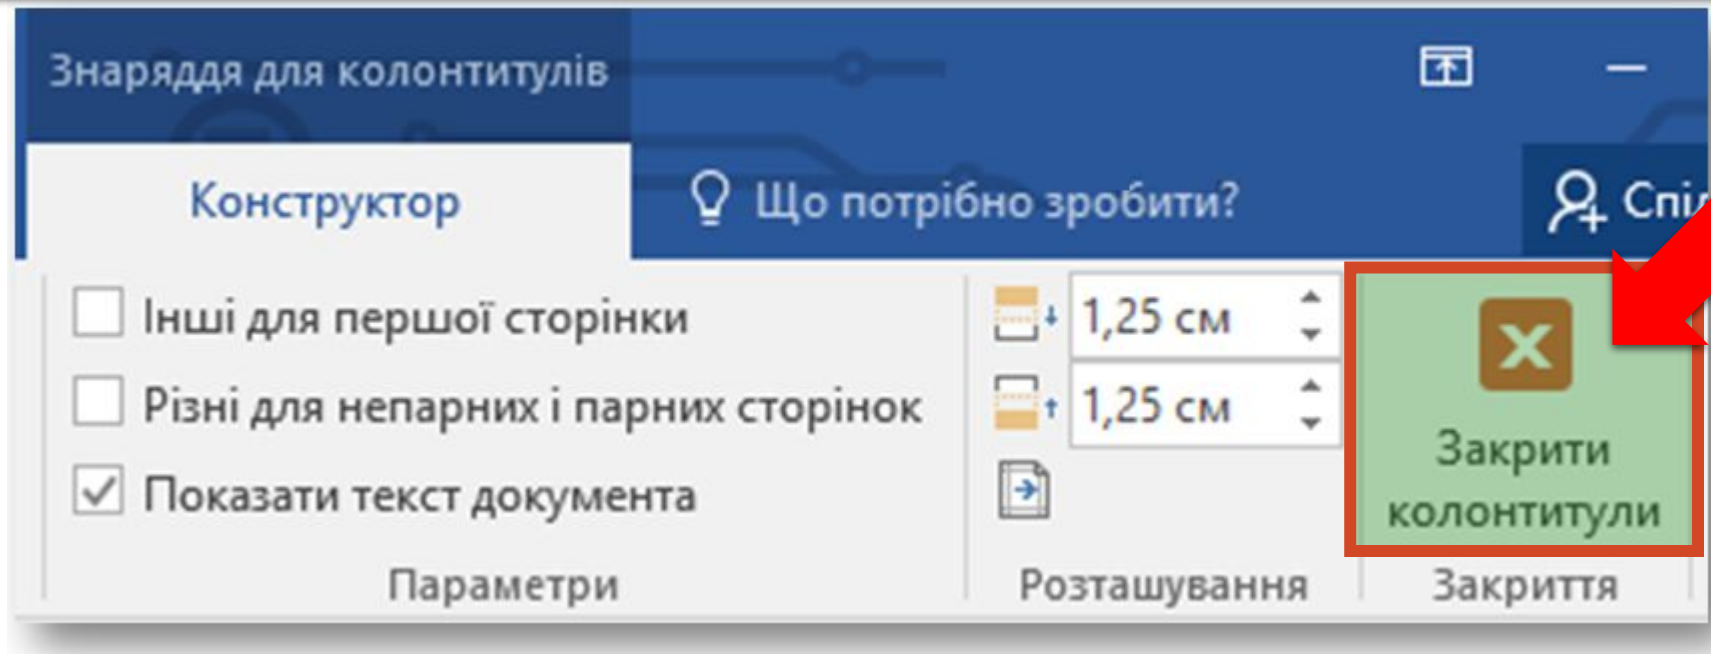 Знаряддя для колонтитулів
Конструктор
Що потрібно зробити?
Інші для першої сторінки
Різні для непарних і парних сторінок
Показати текст документа
Параметри
1,25 см
1,25 см
Розташування
Закрити
колонтитули
Закриття